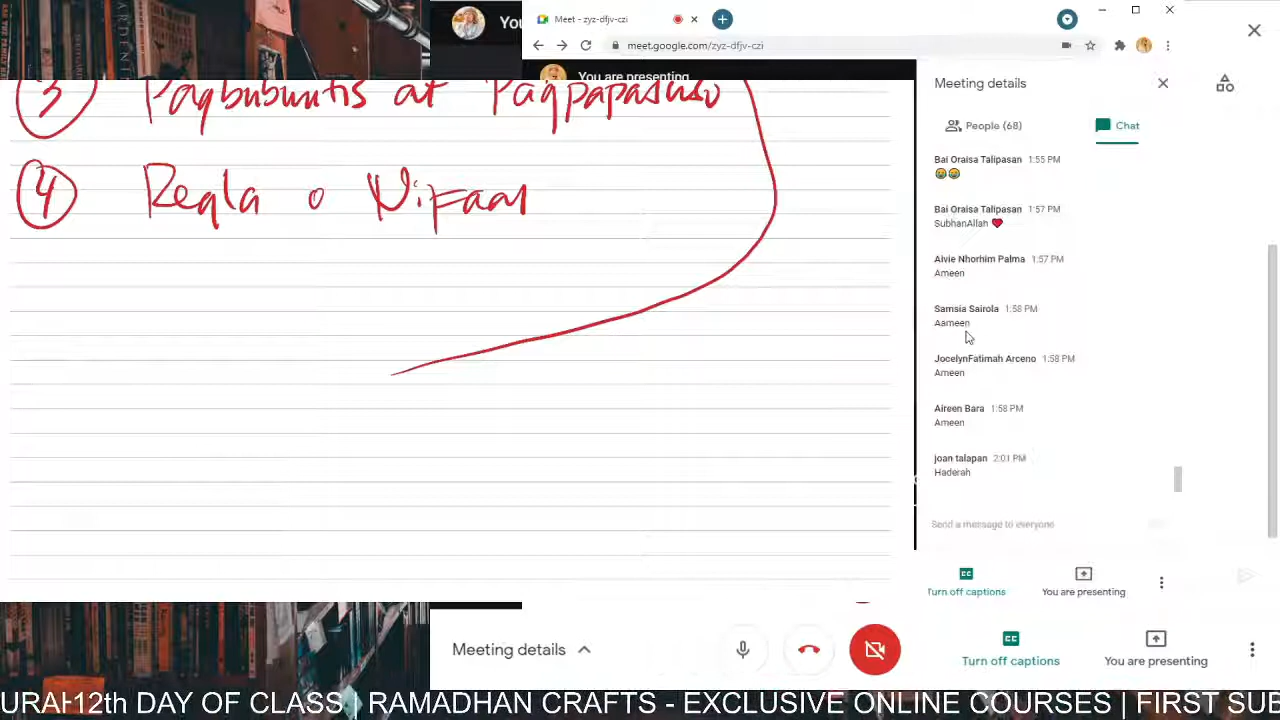 You
Meet - zyz-dfjv-czi
meet.google.com/zyz-dfjv-czi
You are presenting
3 Pagbubuntis at Pagpapasuso
4 Regla o Nifaas
Meeting details
People (68)
Chat
Bai Oraisa Talipasan 1:55 PM
😭😭
Bai Oraisa Talipasan 1:57 PM
SubhanAllah ❤️
Aivie Nhorhim Palma 1:57 PM
Ameen
Samsia Sairola 1:58 PM
Aameen
JocelynFatimah Arceno 1:58 PM
Ameen
Aireen Bara 1:58 PM
Ameen
joan talapan 2:01 PM
Haderah
Send a message to everyone
Turn off captions
You are presenting
Meeting details
Turn off captions
You are presenting
12th DAY OF CLASS | RAMADHAN CRAFTS - EXCLUSIVE ONLINE COURSES | FIRST